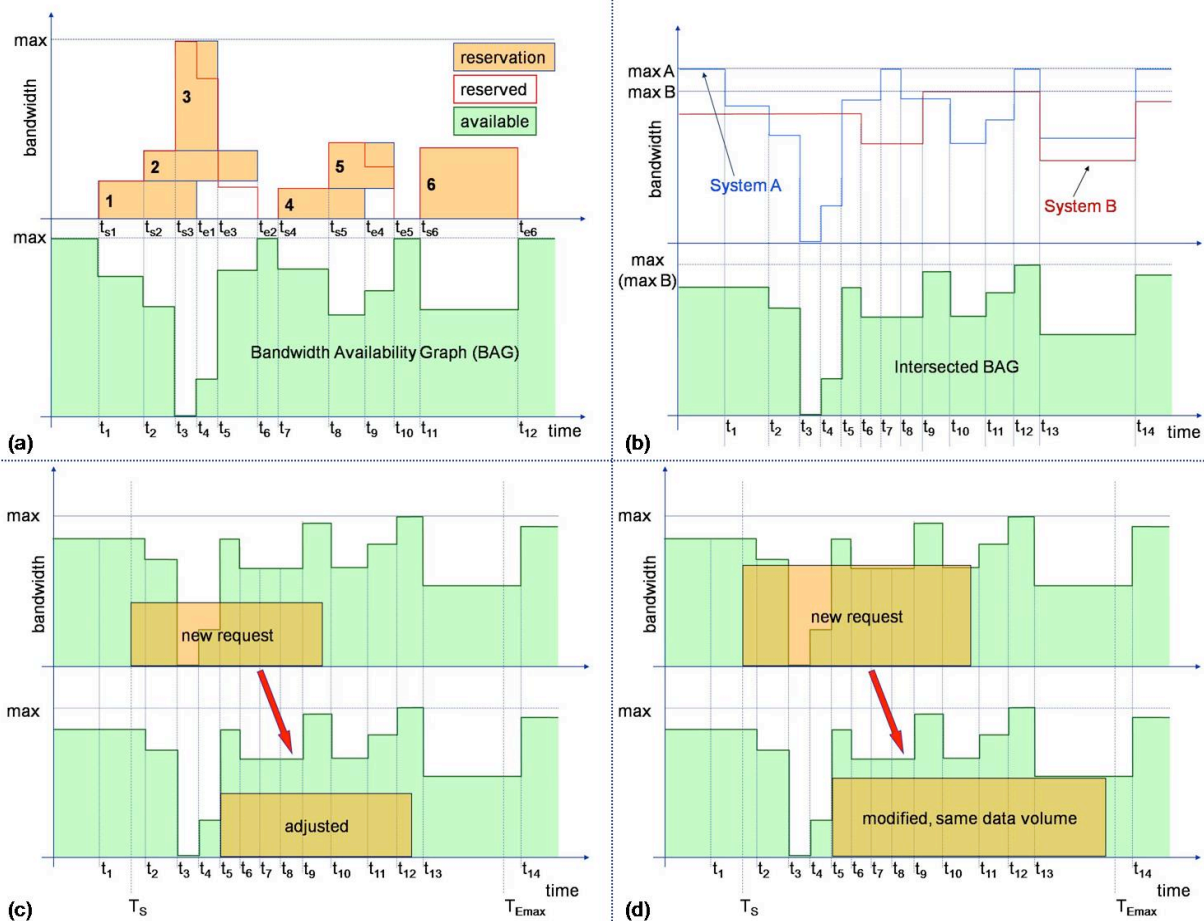 max
bandwidth
reservation
reserved
available
3
2
5
1
4
6
ts1 ts2 ts3 te1 te3 te2 ts4 ts5 te4 te5 ts6 te6
max
Bandwidth Availability Graph (BAG)
t1 t2 t3 t4 t5 t6 t7 t8 t9 t10 t11 t12 time
(a)
max A
max B
bandwidth
System A
System B
max
(max B)
Intersected BAG
t1 t2 t3 t4 t5 t6 t7 t8 t9 t10 t11 t12 t13 t14 time
(b)
max
bandwidth
new request
max
adjusted
t1 t2 t3 t4 t5 t6 t7 t8 t9 t10 t11 t12 t13 t14 time
TS TEmax
(c)
max
bandwidth
new request
max
modified, same data volume
t1 t2 t3 t4 t5 t6 t7 t8 t9 t10 t11 t12 t13 t14 time
TS TEmax
(d)